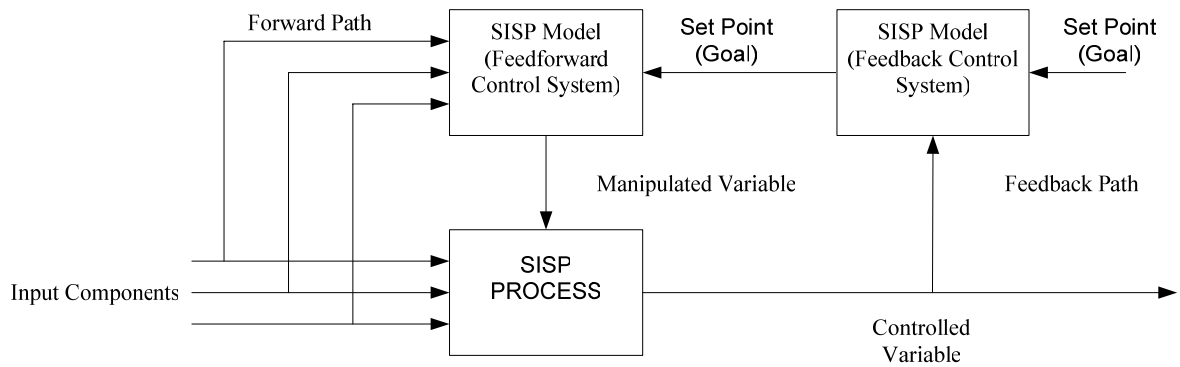 Forward Path
SISP Model
(Feedforward
Control System)
Set Point
(Goal)
SISP Model
(Feedback Control
System)
Set Point
(Goal)
Manipulated Variable
Feedback Path
Input Components
SISP
PROCESS
Controlled
Variable